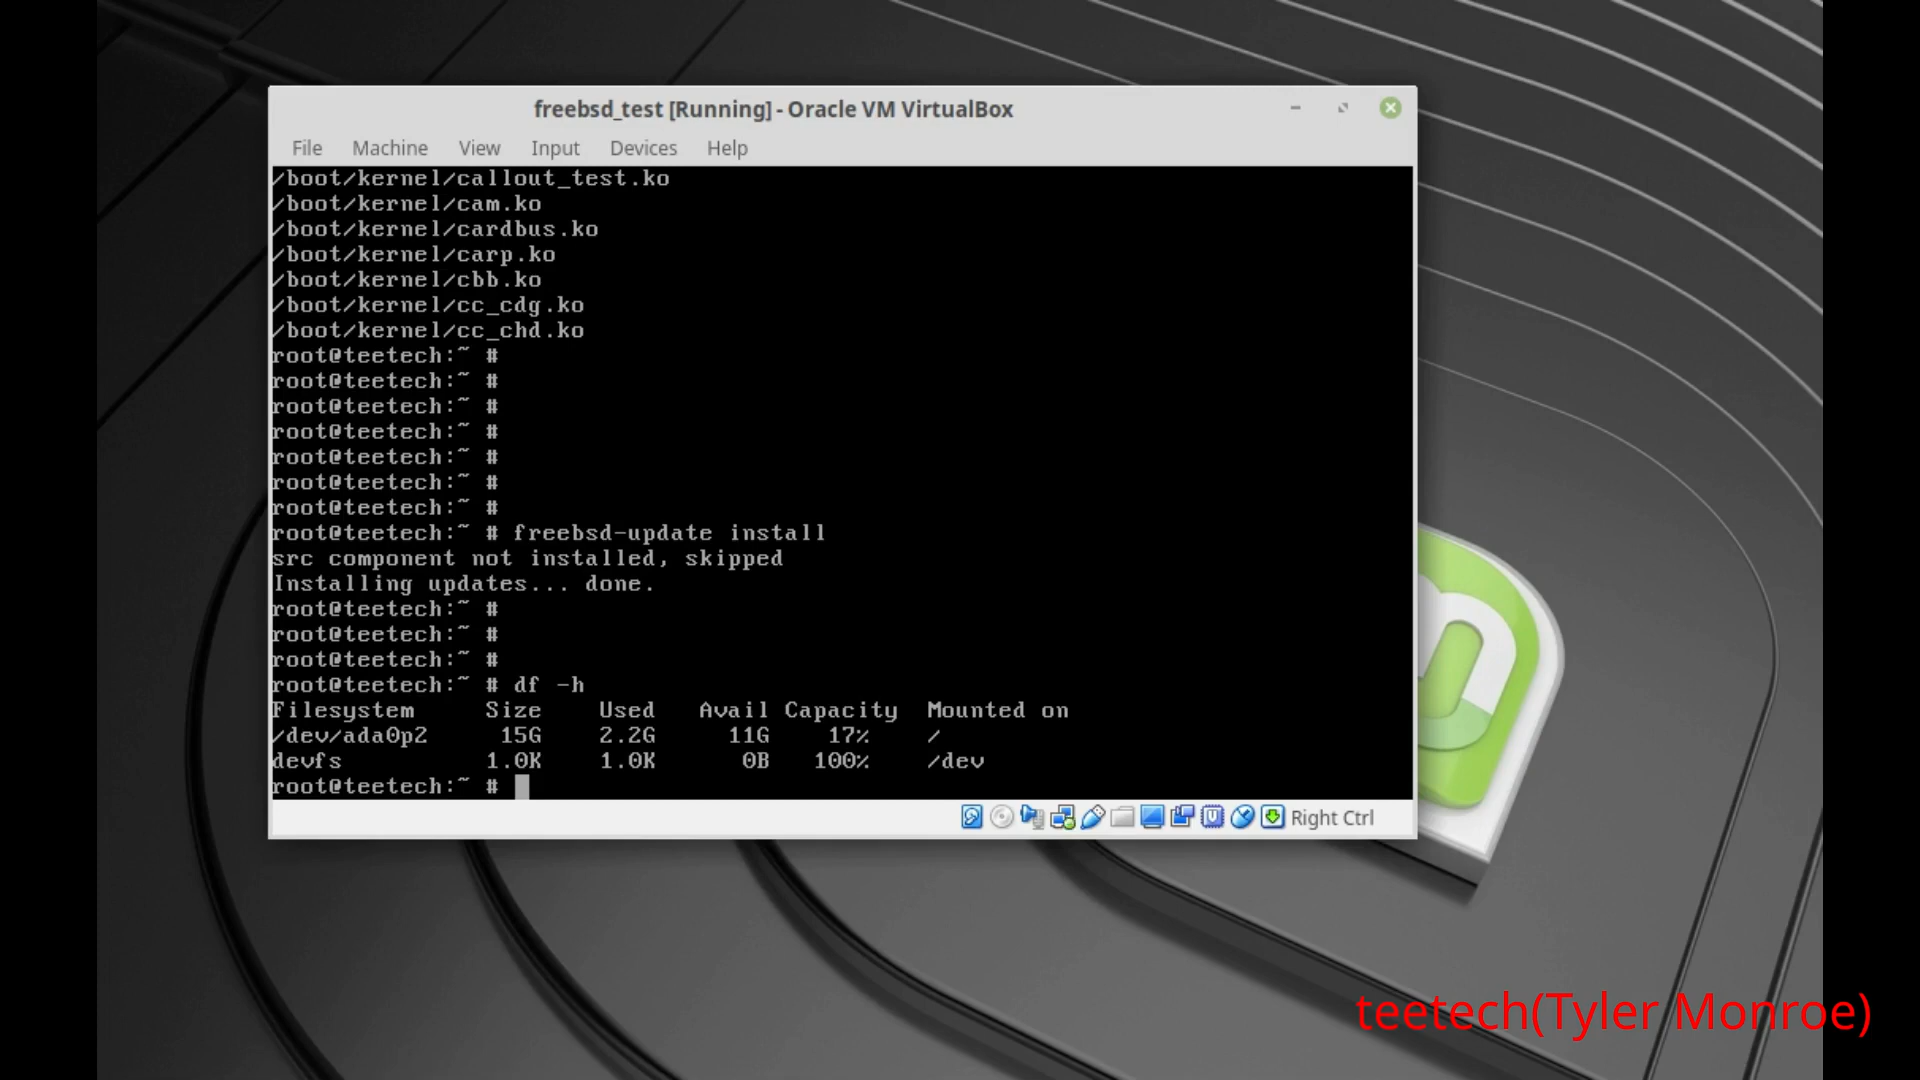 freebsd_test [Running] - Oracle VM VirtualBox
File Machine View Input Devices Help
/boot/kernel/callout_test.ko
/boot/kernel/cam.ko
/boot/kernel/cardbus.ko
/boot/kernel/carp.ko
/boot/kernel/cbb.ko
/boot/kernel/cc_cdg.ko
/boot/kernel/cc_chd.ko
root@teetech:~ #
root@teetech:~ #
root@teetech:~ #
root@teetech:~ #
root@teetech:~ #
root@teetech:~ #
root@teetech:~ #
root@teetech:~ # freebsd-update install
src component not installed, skipped
Installing updates... done.
root@teetech:~ #
root@teetech:~ #
root@teetech:~ #
root@teetech:~ # df -h
Filesystem Size Used Avail Capacity Mounted on
/dev/ada0p2 15G 2.2G 11G 17% /
devfs 1.0K 1.0K 0B 100% /dev
root@teetech:~ #
Right Ctrl
teetech(Tyler Monroe)